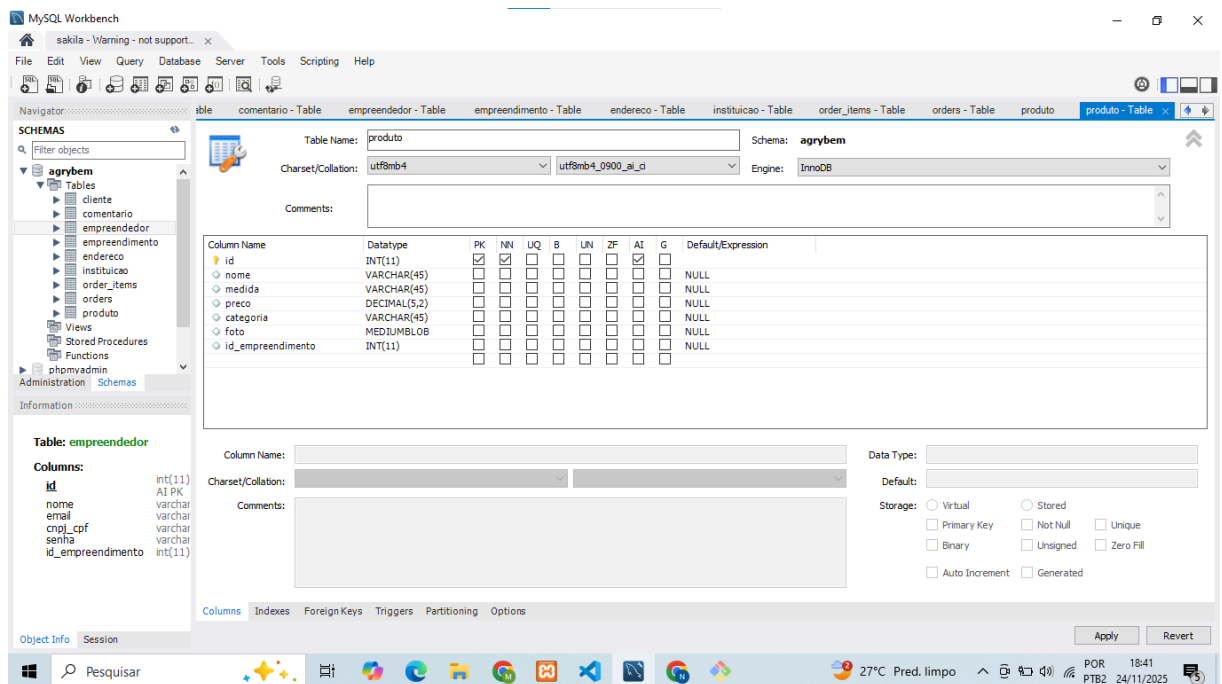 MySQL Workbench
sakila - Warning - not support... ×
File Edit View Query Database Server Tools Scripting Help
Navigator
able comentario - Table empreendedor - Table empreendimento - Table endereco - Table instituicao - Table order_items - Table orders - Table produto produto - Table ×
SCHEMAS
Filter objects
agrybem
Tables
cliente
comentario
empreendedor
empreendimento
endereco
instituicao
order_items
orders
produto
Views
Stored Procedures
Functions
phpmyadmin
Administration Schemas
Information
Table: empreendedor
Columns:
id int(11)
AI PK
nome varchar
email varchar
cnpj_cpf varchar
senha varchar
id_empreendimento int(11)
Object Info Session
Table Name: produto Schema: agrybem
Charset/Collation: utf8mb4 utf8mb4_0900_ai_ci Engine: InnoDB
Comments:
Column Name Datatype PK NN UQ B UN ZF AI G Default/Expression
id INT(11)
nome VARCHAR(45) NULL
medida VARCHAR(45) NULL
preco DECIMAL(5,2) NULL
categoria VARCHAR(45) NULL
foto MEDIUMBLOB NULL
id_empreendimento INT(11) NULL
Column Name: Data Type:
Charset/Collation: Default:
Comments: Storage: Virtual Stored
Primary Key Not Null Unique
Binary Unsigned Zero Fill
Auto Increment Generated
Columns Indexes Foreign Keys Triggers Partitioning Options
Apply Revert
Pesquisar 2 27°C Pred. limpo POR 18:41
PTB2 24/11/2025 5